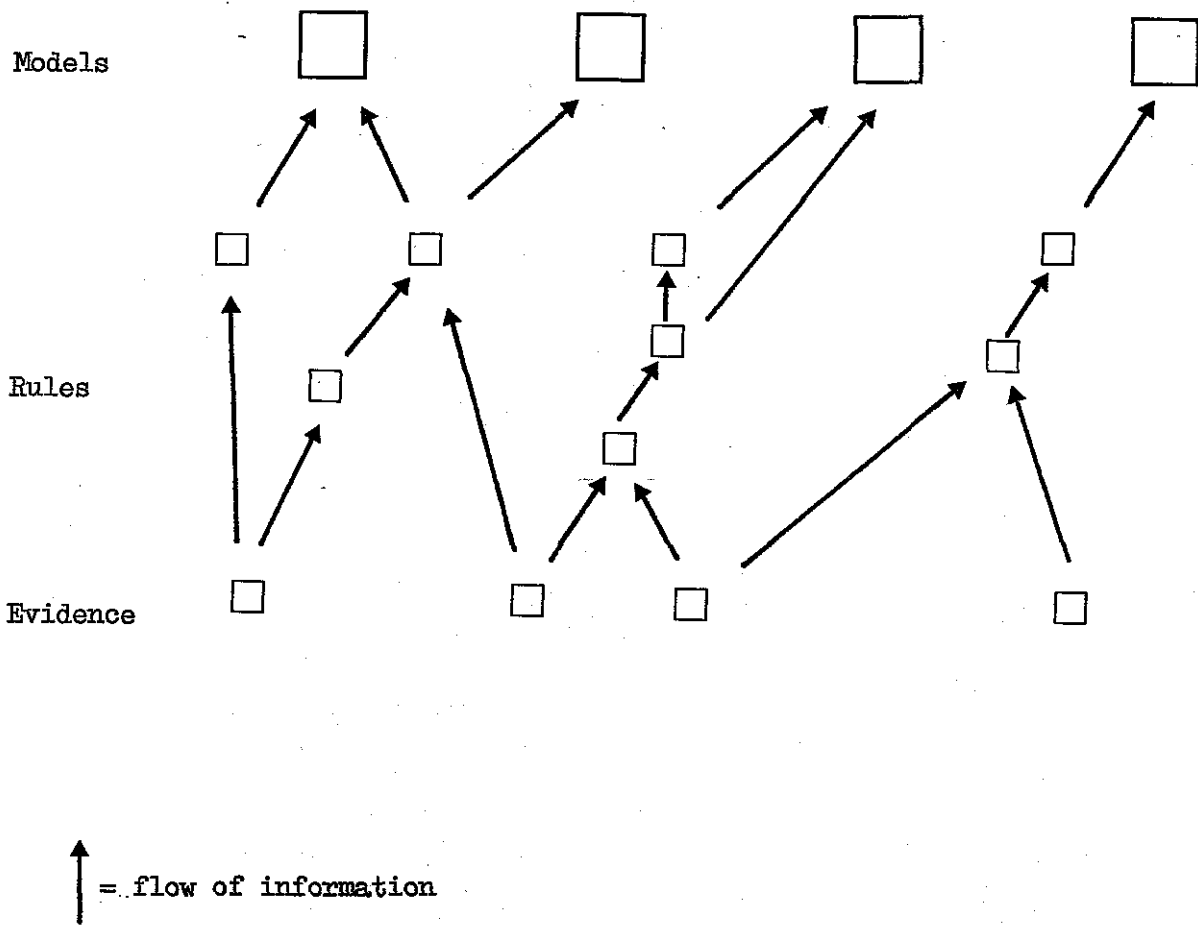 Models
Rules
Evidence
= flow of information